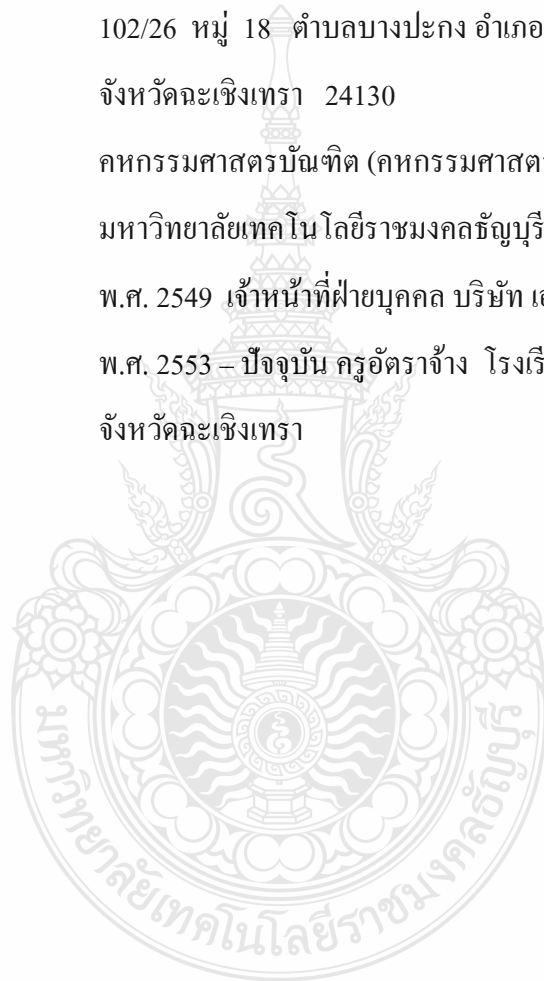 102/26 หมู่ 18 ตำบลบางปะกง อำเภอ
จังหวัดฉะเชิงเทรา 24130
คหกรรมศาสตรบัณฑิต (คหกรรมศาสตร
มหาวิทยาลัยเทคโนโลยีราชมงคลธัญบุรี
พ.ศ. 2549 เจ้าหน้าที่ฝ่ายบุคคล บริษัท
พ.ศ. 2553 – ปัจจุบัน ครูอัตราจ้าง โรงเรี
จังหวัดฉะเชิงเทรา
มหาวิทยาลัยเทคโนโลยีราชมงคลธัญบุรี